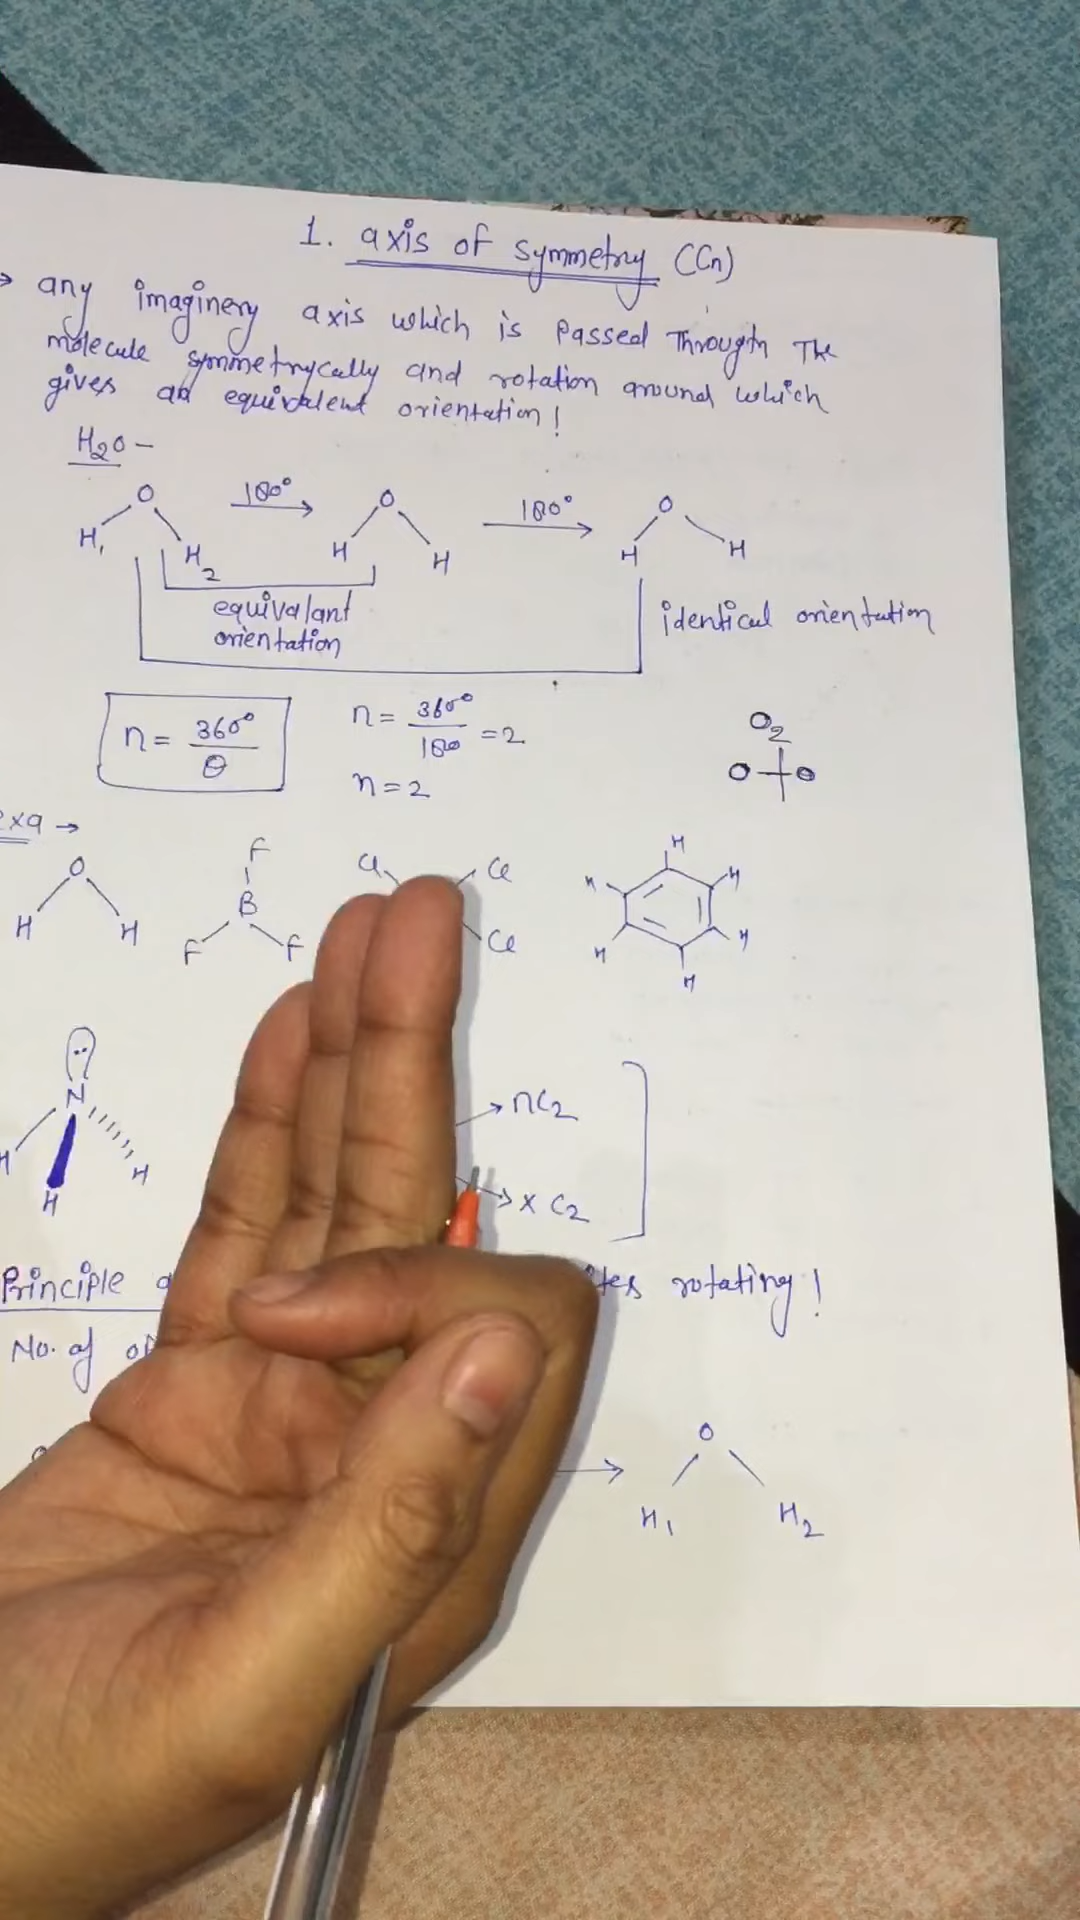 1. axis of symmetry (Cn)
→ any imaginery axis which is passed through the
molecule symmetrycally and rotation around which
gives an equivalent orientation!
H2O –
O 180° O 180° O
H1 H2 H H H H
equivalant
orientation
identical orientation
n = 360° / θ
n = 360° / 180 = 2
n = 2
O2
O + O
exa →
O
H H
F
B
F F
Cl Cl
Cl
H H H H H H
N
H H H
→ nC2
→ x C2
Principle rotating!
No. of
→ O
H1 H2